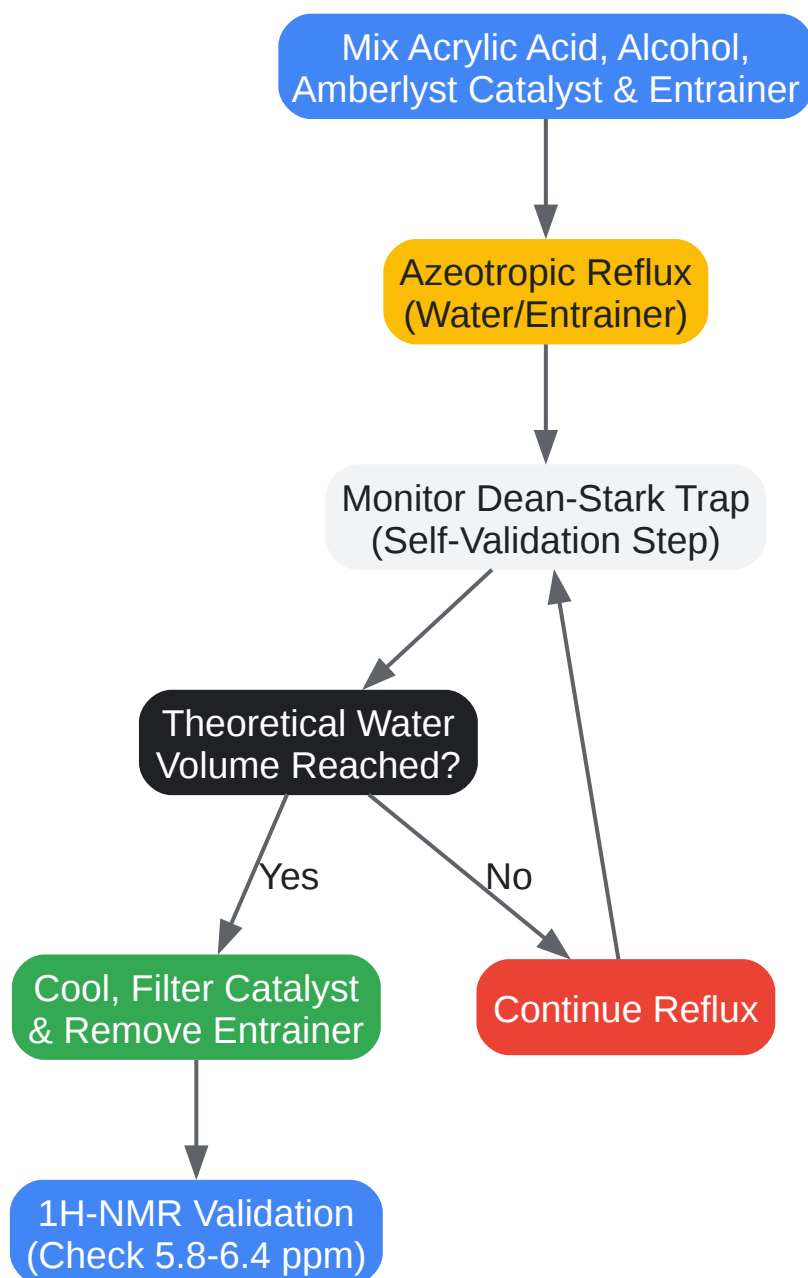 Mix Acrylic Acid, Alcohol,
Amberlyst Catalyst & Entrainer
Azeotropic Reflux
(Water/Entrainer)
Monitor Dean-Stark Trap
(Self-Validation Step)
Theoretical Water
Volume Reached?
Yes
No
Cool, Filter Catalyst
& Remove Entrainer
Continue Reflux
1H-NMR Validation
(Check 5.8-6.4 ppm)